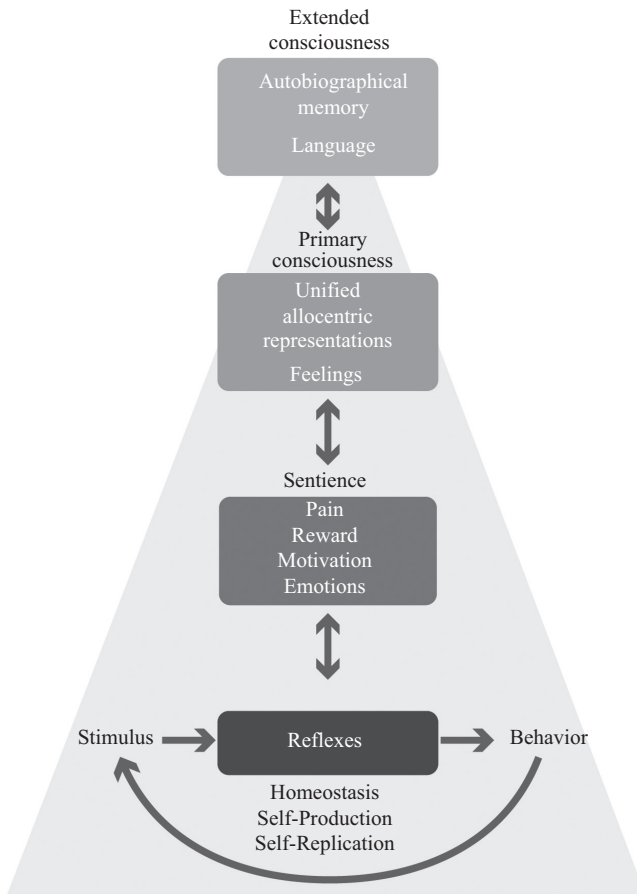 Extended
consciousness
Autobiographical
memory
Language
Primary
consciousness
Unified
allocentric
representations
Feelings
Sentience
Pain
Reward
Motivation
Emotions
Stimulus
Reflexes
Behavior
Homeostasis
Self-Production
Self-Replication